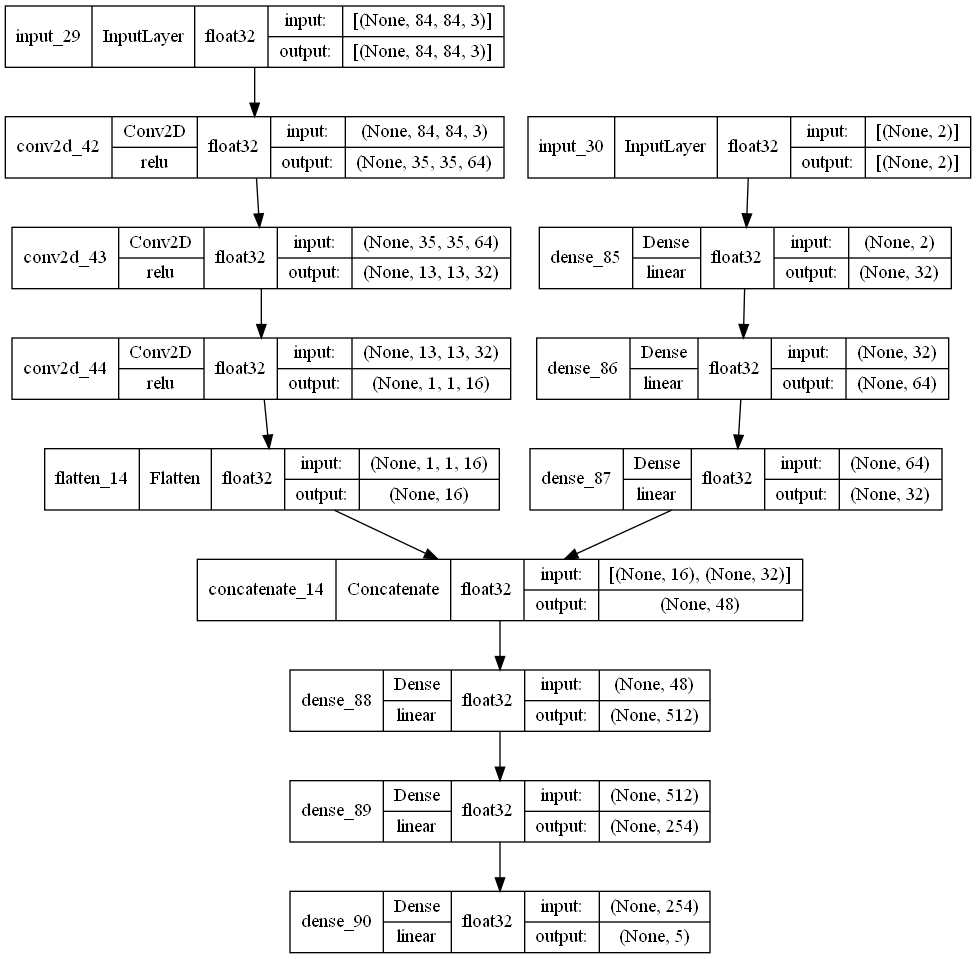 input_29 InputLayer float32 input: [(None, 84, 84, 3)]
output: [(None, 84, 84, 3)]
conv2d_42 Conv2D relu float32 input: (None, 84, 84, 3)
output: (None, 35, 35, 64)
input_30 InputLayer float32 input: [(None, 2)]
output: [(None, 2)]
conv2d_43 Conv2D relu float32 input: (None, 35, 35, 64)
output: (None, 13, 13, 32)
dense_85 Dense linear float32 input: (None, 2)
output: (None, 32)
conv2d_44 Conv2D relu float32 input: (None, 13, 13, 32)
output: (None, 1, 1, 16)
dense_86 Dense linear float32 input: (None, 32)
output: (None, 64)
flatten_14 Flatten float32 input: (None, 1, 1, 16)
output: (None, 16)
dense_87 Dense linear float32 input: (None, 64)
output: (None, 32)
concatenate_14 Concatenate float32 input: [(None, 16), (None, 32)]
output: (None, 48)
dense_88 Dense linear float32 input: (None, 48)
output: (None, 512)
dense_89 Dense linear float32 input: (None, 512)
output: (None, 254)
dense_90 Dense linear float32 input: (None, 254)
output: (None, 5)